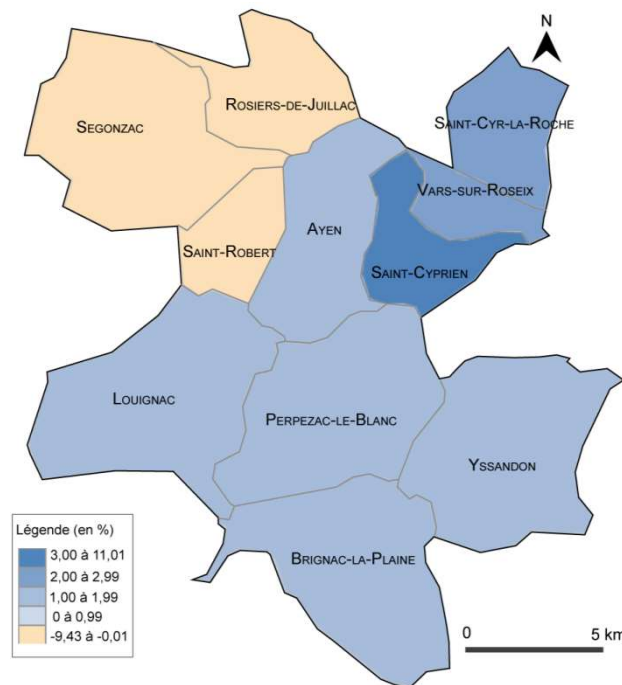 N
ROSIERS-DE-JUILLAC
SEGONZAC
SAINT-CYR-LA-ROCHE
VARS-SUR-ROSEIX
AYEN
SAINT-ROBERT
SAINT-CYPRIEN
LOUIGNAC
PERPEZAC-LE-BLANC
YSSANDON
BRIGNAC-LA-PLAINE
Légende (en %)
3,00 à 11,01
2,00 à 2,99
1,00 à 1,99
0 à 0,99
-9,43 à -0,01
0 5 km